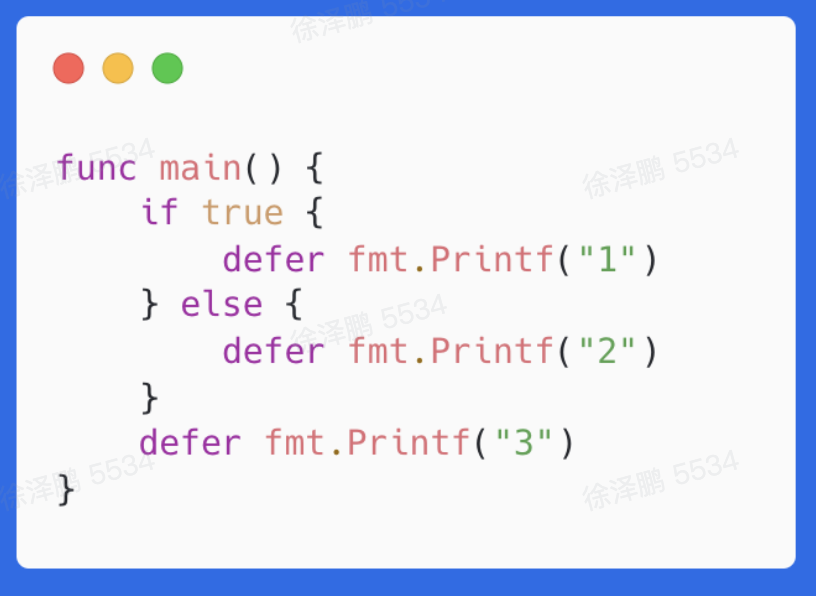 徐泽鹏 5534
func main() {
徐泽鹏 5534
徐泽鹏 5534
    if true {
        defer fmt.Printf("1")
    } else {
徐泽鹏 5534
        defer fmt.Printf("2")
    }
    defer fmt.Printf("3")
徐泽鹏 5534
徐泽鹏 5534
}